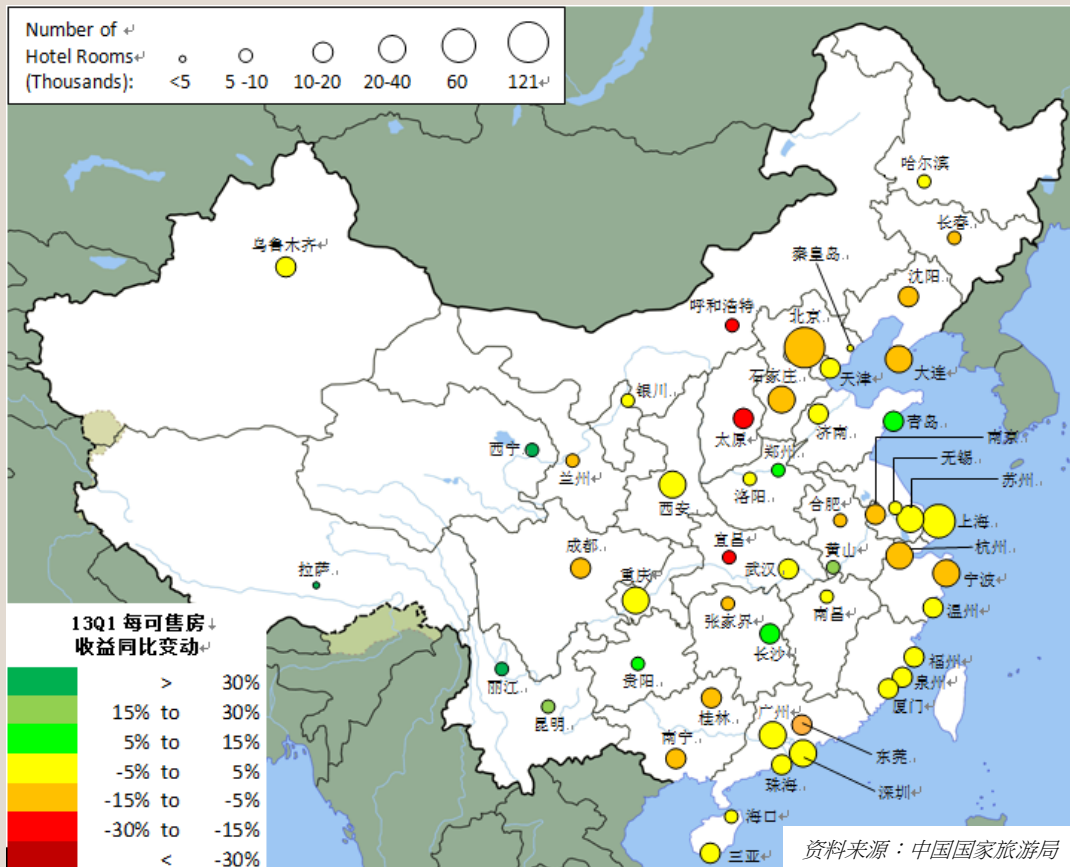 Number of
Hotel Rooms
(Thousands): <5 5 -10 10-20 20-40 60 121
哈尔滨
长春
乌鲁木齐
秦皇岛
沈阳
呼和浩特
北京
大连
天津
石家庄
银川
济南
太原
青岛
南京
西宁
郑州
无锡
兰州
洛阳
苏州
西安
合肥
上海
宜昌
黄山
杭州
成都
武汉
拉萨
重庆
宁波
南昌
张家界
温州
长沙
福州
贵阳
泉州
丽江
厦门
昆明
桂林
广州
南宁
东莞
珠海
深圳
海口
三亚
13Q1 每可售房
收益同比变动
> 30%
15% to 30%
5% to 15%
-5% to 5%
-15% to -5%
-30% to -15%
< -30%
资料来源：中国国家旅游局